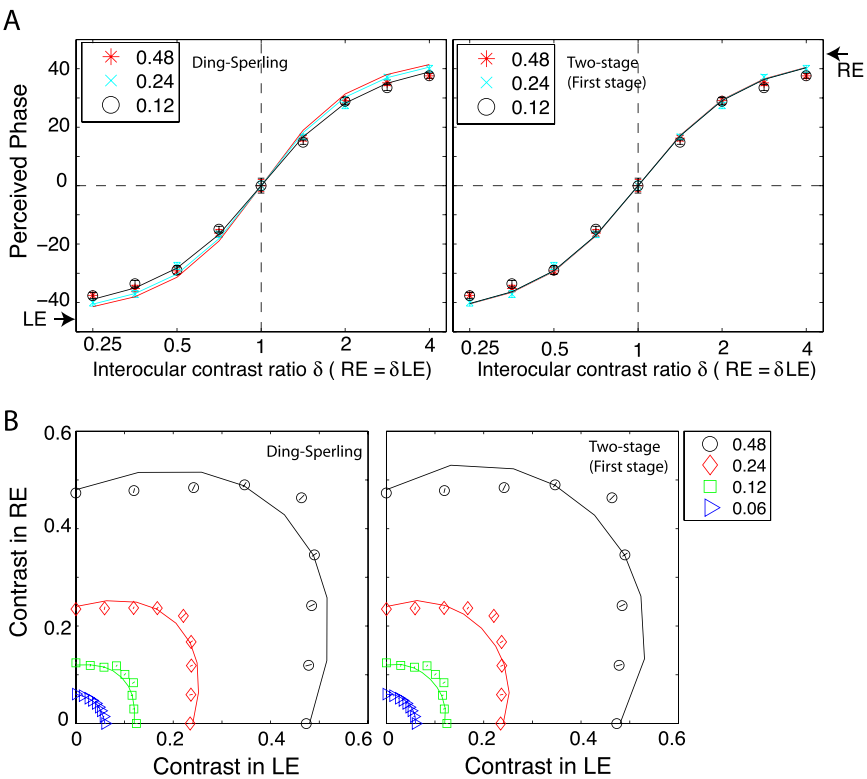 A
0.48
0.24
0.12
Ding-Sperling
0.48
0.24
0.12
Two-stage
(First stage)
RE
Perceived Phase
40
20
0
−20
−40
LE
0.25
0.5
1
2
4
0.25
0.5
1
2
4
Interocular contrast ratio δ ( RE = δLE)
Interocular contrast ratio δ ( RE = δLE)
B
Ding-Sperling
Two-stage
(First stage)
0.48
0.24
0.12
0.06
Contrast in RE
0.6
0.4
0.2
0
0
0.2
0.4
0.6
0
0.2
0.4
0.6
Contrast in LE
Contrast in LE